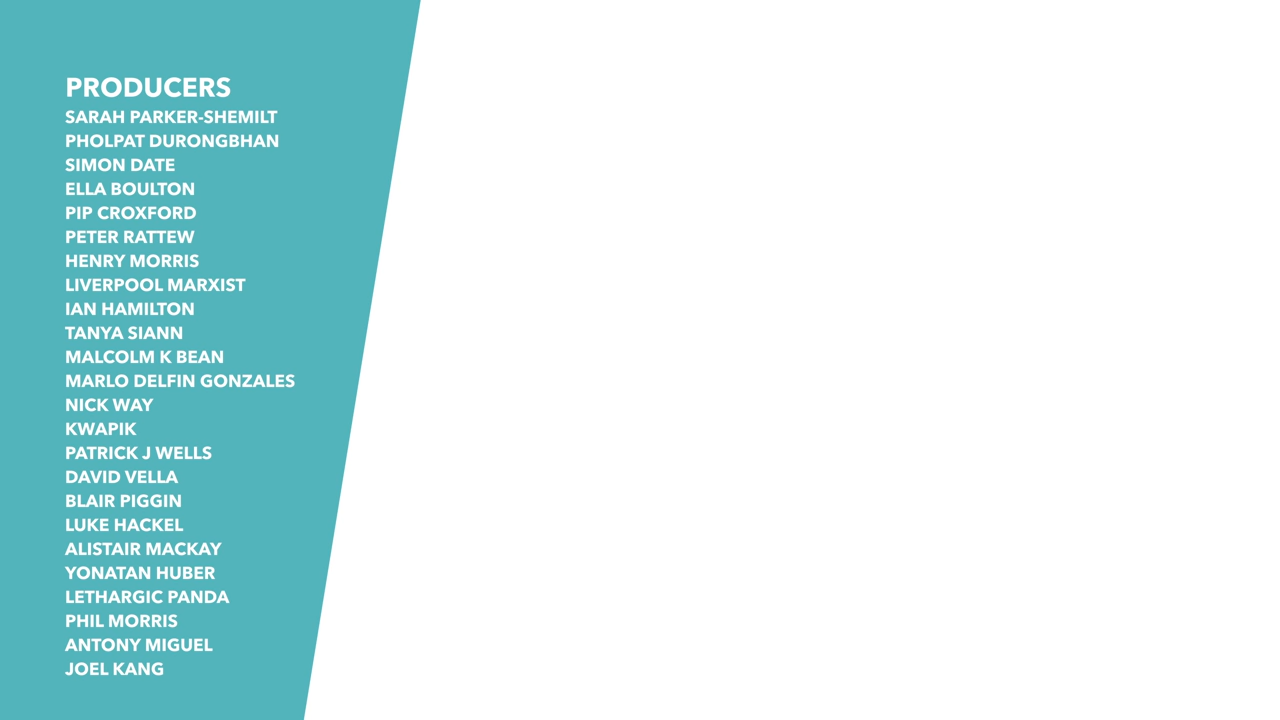 PRODUCERS
SARAH PARKER-SHEMILT
PHOLPAT DURONGBHAN
SIMON DATE
ELLA BOULTON
PIP CROXFORD
PETER RATTEW
HENRY MORRIS
LIVERPOOL MARXIST
IAN HAMILTON
TANYA SIANN
MALCOLM K BEAN
MARLO DELFIN GONZALES
NICK WAY
KWAPIK
PATRICK J WELLS
DAVID VELLA
BLAIR PIGGIN
LUKE HACKEL
ALISTAIR MACKAY
YONATAN HUBER
LETHARGIC PANDA
PHIL MORRIS
ANTONY MIGUEL
JOEL KANG